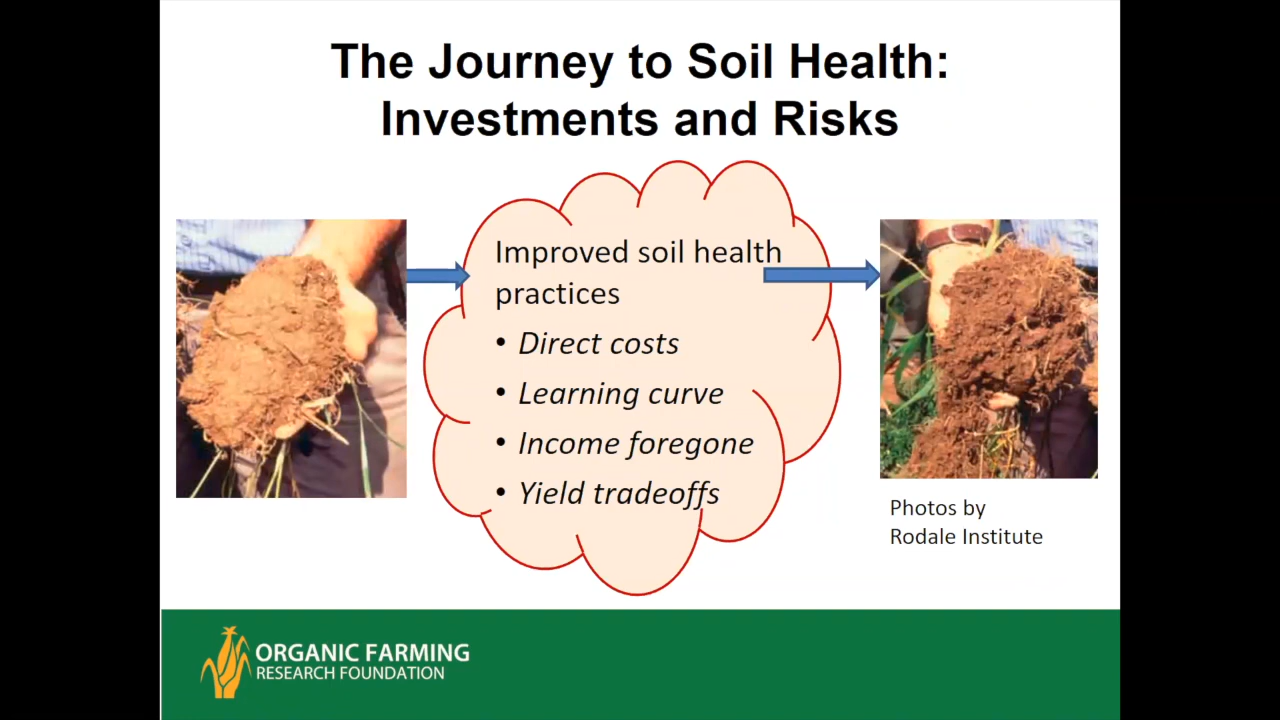 The Journey to Soil Health:
Investments and Risks
Improved soil health
practices
• Direct costs
• Learning curve
• Income foregone
• Yield tradeoffs
Photos by
Rodale Institute
ORGANIC FARMING
RESEARCH FOUNDATION